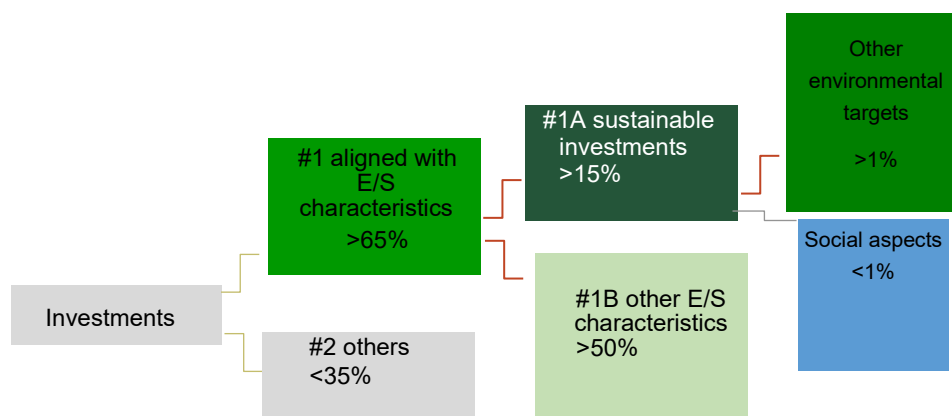 Investments
#1 aligned with
E/S
characteristics
>65%
#2 others
<35%
#1A sustainable
investments
>15%
#1B other E/S
characteristics
>50%
Other
environmental
targets
>1%
Social aspects
<1%